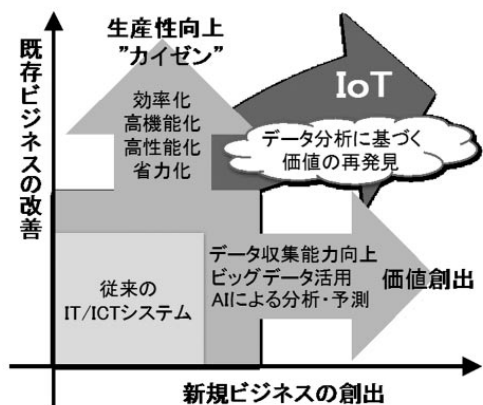 生産性向上
”カイゼン”
既存ビジネスの改善
効率化
高機能化
高性能化
省力化
IoT
データ分析に基づく
価値の再発見
従来の
IT/ICTシステム
データ収集能力向上
ビッグデータ活用
AIによる分析・予測
価値創出
新規ビジネスの創出